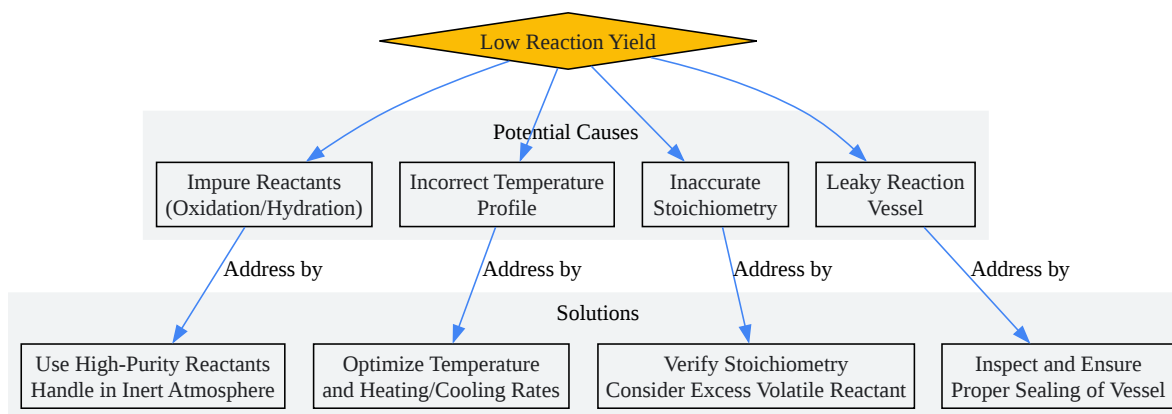 Low Reaction Yield
Potential Causes
Impure Reactants
(Oxidation/Hydration)
Incorrect Temperature
Profile
Inaccurate
Stoichiometry
Leaky Reaction
Vessel
Address by
Address by
Address by
Address by
Solutions
Use High-Purity Reactants
Handle in Inert Atmosphere
Optimize Temperature
and Heating/Cooling Rates
Verify Stoichiometry
Consider Excess Volatile Reactant
Inspect and Ensure
Proper Sealing of Vessel